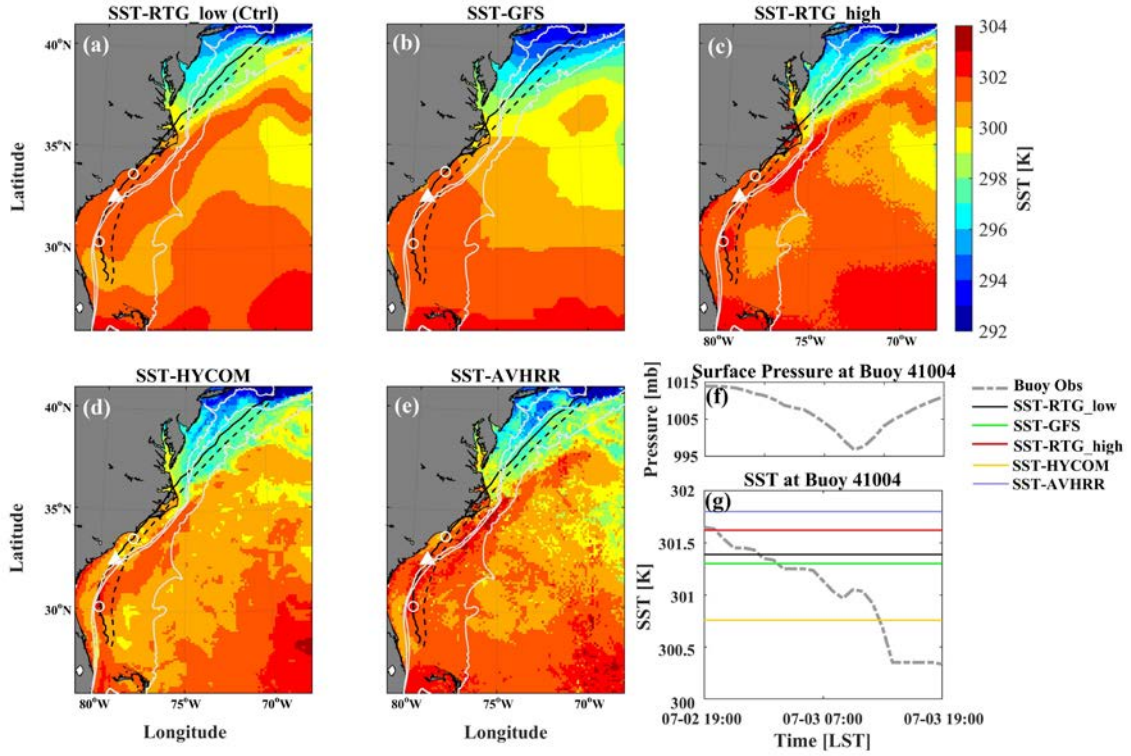 SST-RTG_low (Ctrl)
SST-GFS
SST-RTG_high
(a)
(b)
(c)
40°N
35°N
30°N
Latitude
80°W
75°W
70°W
304
302
300
298
296
294
292
SST [K]
SST-HYCOM
SST-AVHRR
(d)
(e)
40°N
35°N
30°N
Latitude
80°W
75°W
70°W
80°W
75°W
70°W
Longitude
Longitude
Surface Pressure at Buoy 41004
(f)
1015
1005
995
Pressure [mb]
SST at Buoy 41004
(g)
302
301.5
301
300.5
300
SST [K]
07-02 19:00
07-03 07:00
07-03 19:00
Time [LST]
Buoy Obs
SST-RTG_low
SST-GFS
SST-RTG_high
SST-HYCOM
SST-AVHRR